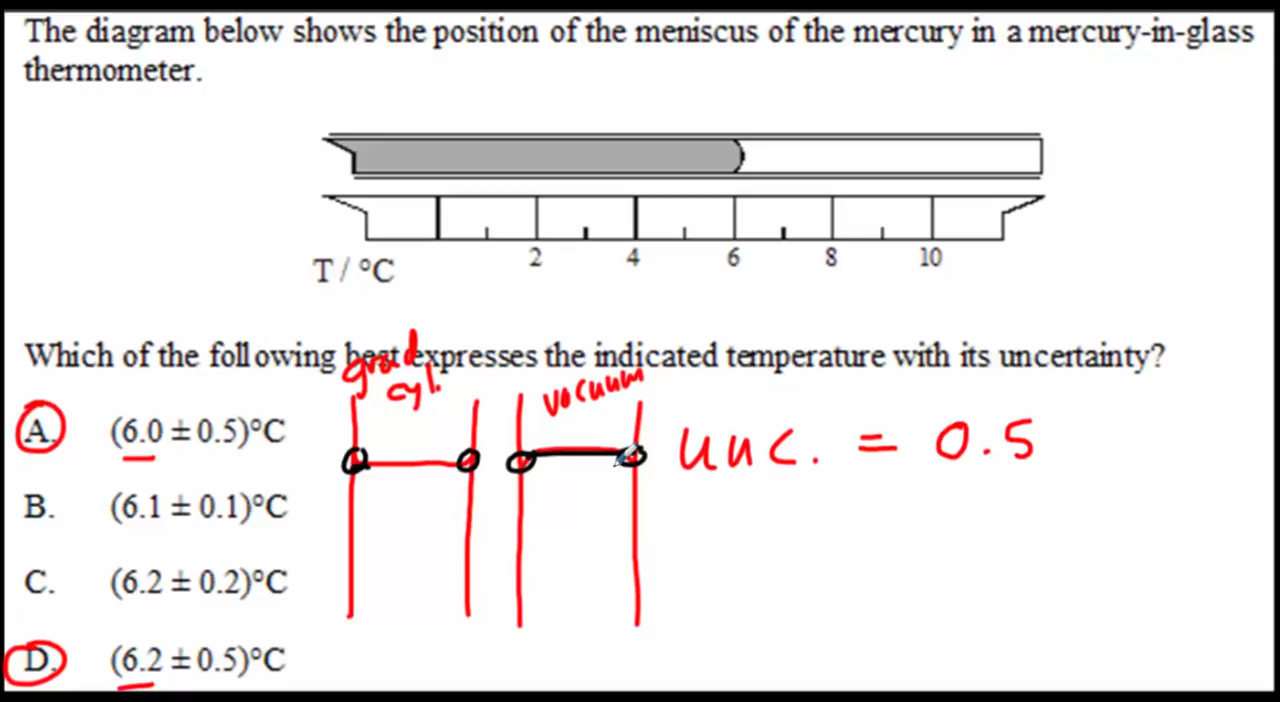 The diagram below shows the position of the meniscus of the mercury in a mercury-in-glass
thermometer.
2 4 6 8 10
T / °C
Which of the following best expresses the indicated temperature with its uncertainty?
grad
cyl.
vacuum
A. (6.0 ± 0.5)°C
unc. = 0.5
B. (6.1 ± 0.1)°C
C. (6.2 ± 0.2)°C
D. (6.2 ± 0.5)°C